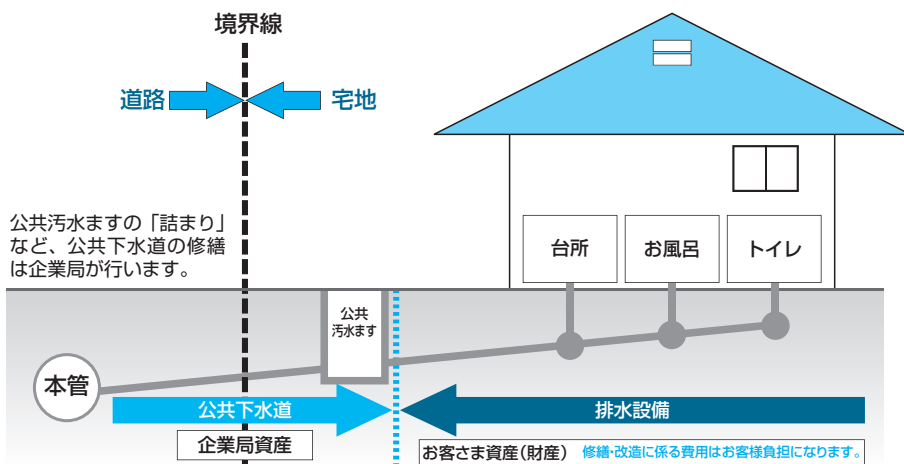 境界線
道路
宅地
公共汚水ますの「詰まり」
など、公共下水道の修繕
は企業局が行います。
台所
お風呂
トイレ
公共
汚水ます
本管
公共下水道
排水設備
企業局資産
お客さま資産(財産) 修繕・改造に係る費用はお客様負担になります。